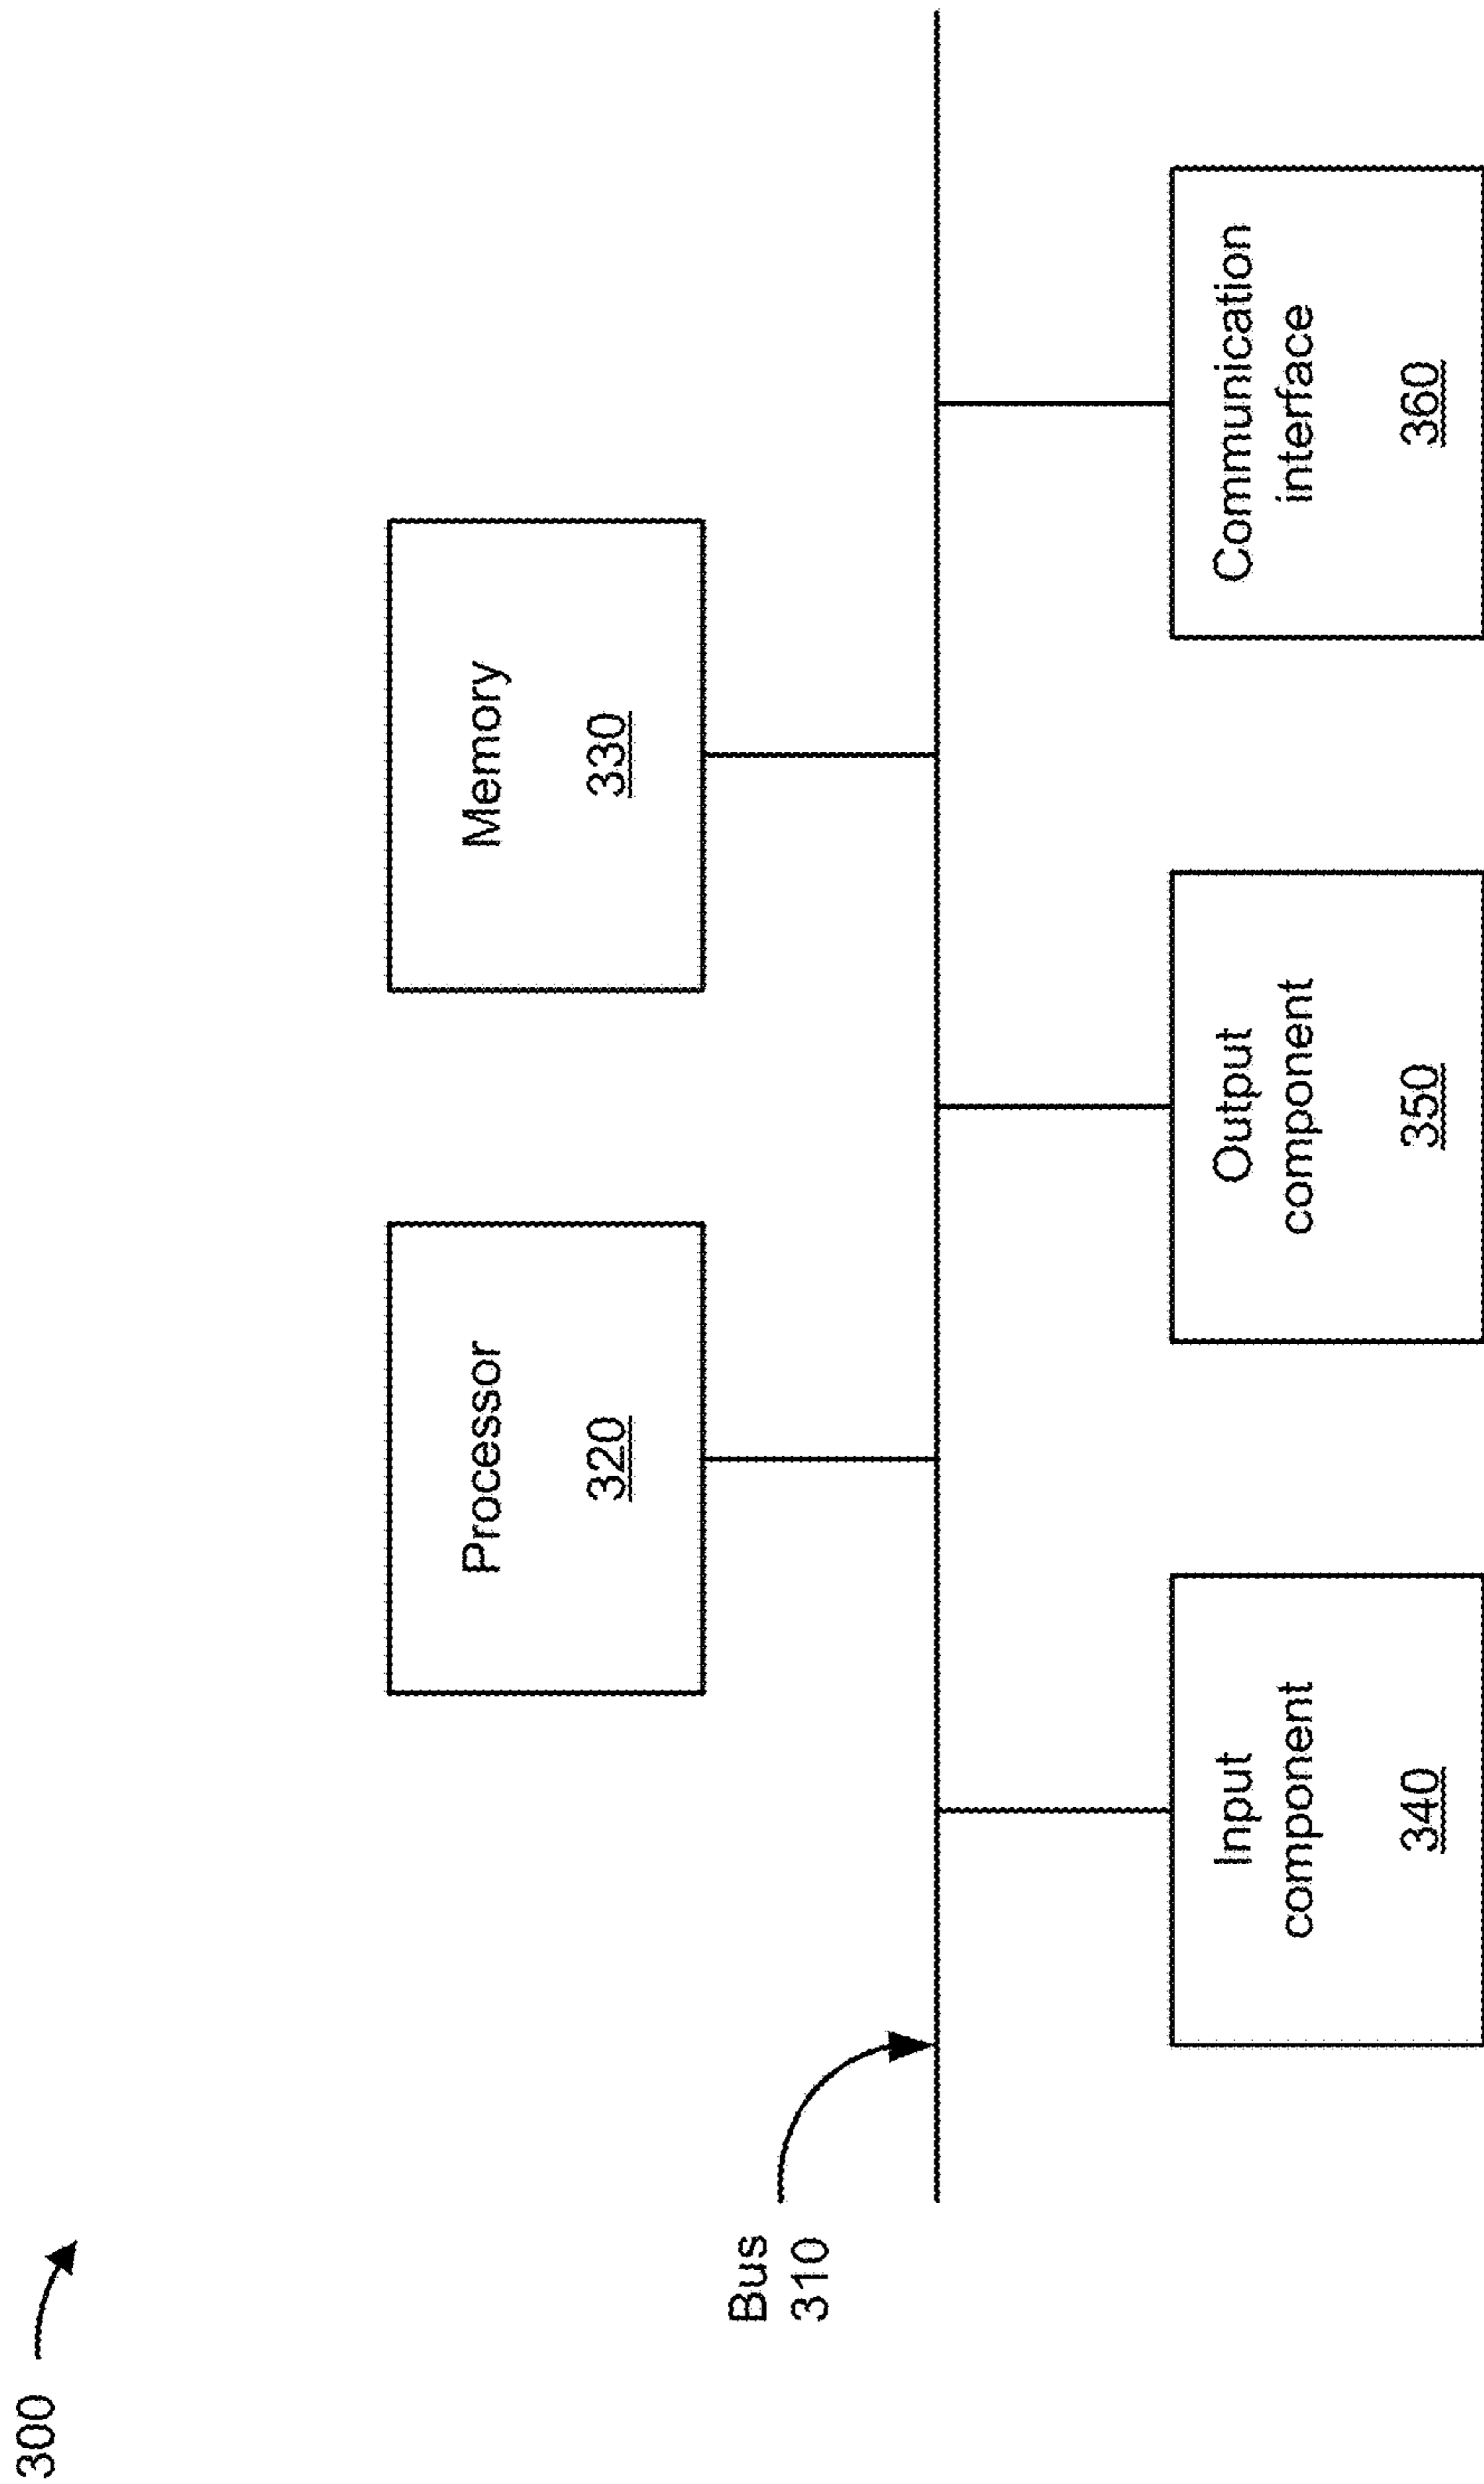 300
Processor
320
Memory
330
Bus
310
Input
component
340
Output
component
350
Communication
interface
360